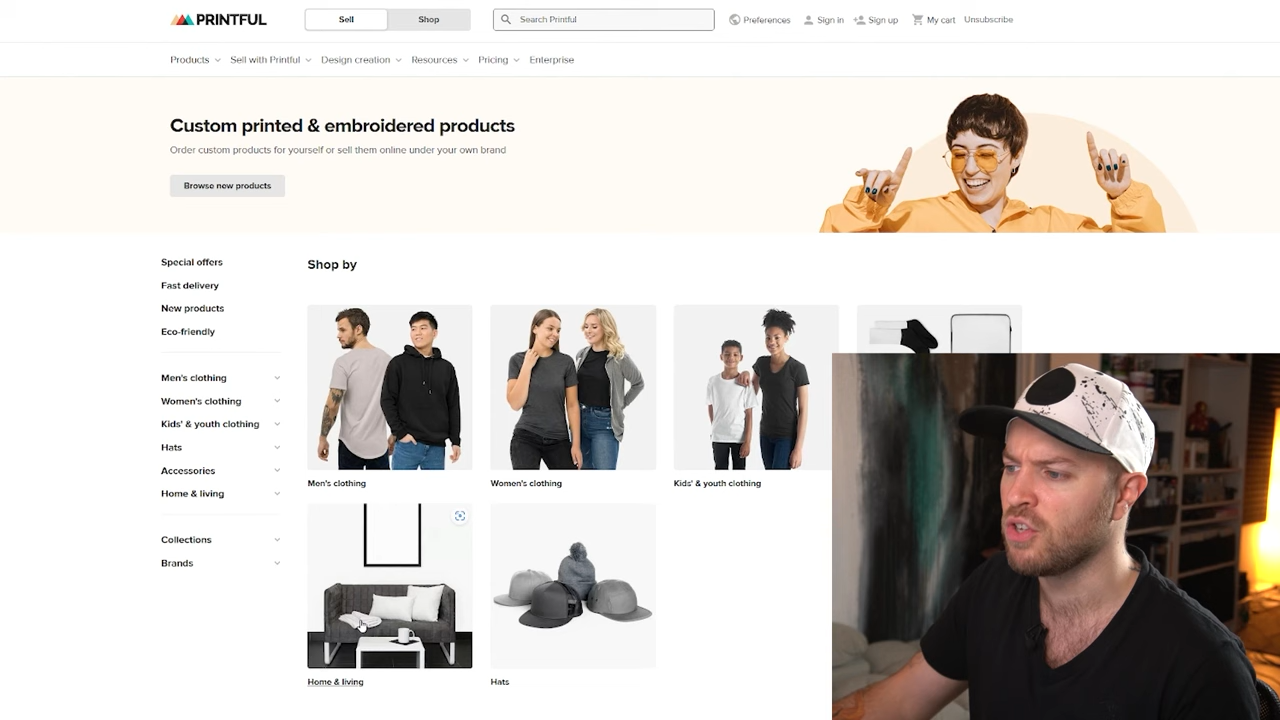 PRINTFUL
Sell
Shop
Search Printful
Preferences
Sign in
Sign up
My cart
Unsubscribe
Products
Sell with Printful
Design creation
Resources
Pricing
Enterprise
Custom printed & embroidered products
Order custom products for yourself or sell them online under your own brand
Browse new products
Special offers
Fast delivery
New products
Eco-friendly
Men's clothing
Women's clothing
Kids' & youth clothing
Hats
Accessories
Home & living
Collections
Brands
Shop by
Men's clothing
Women's clothing
Kids' & youth clothing
Home & living
Hats